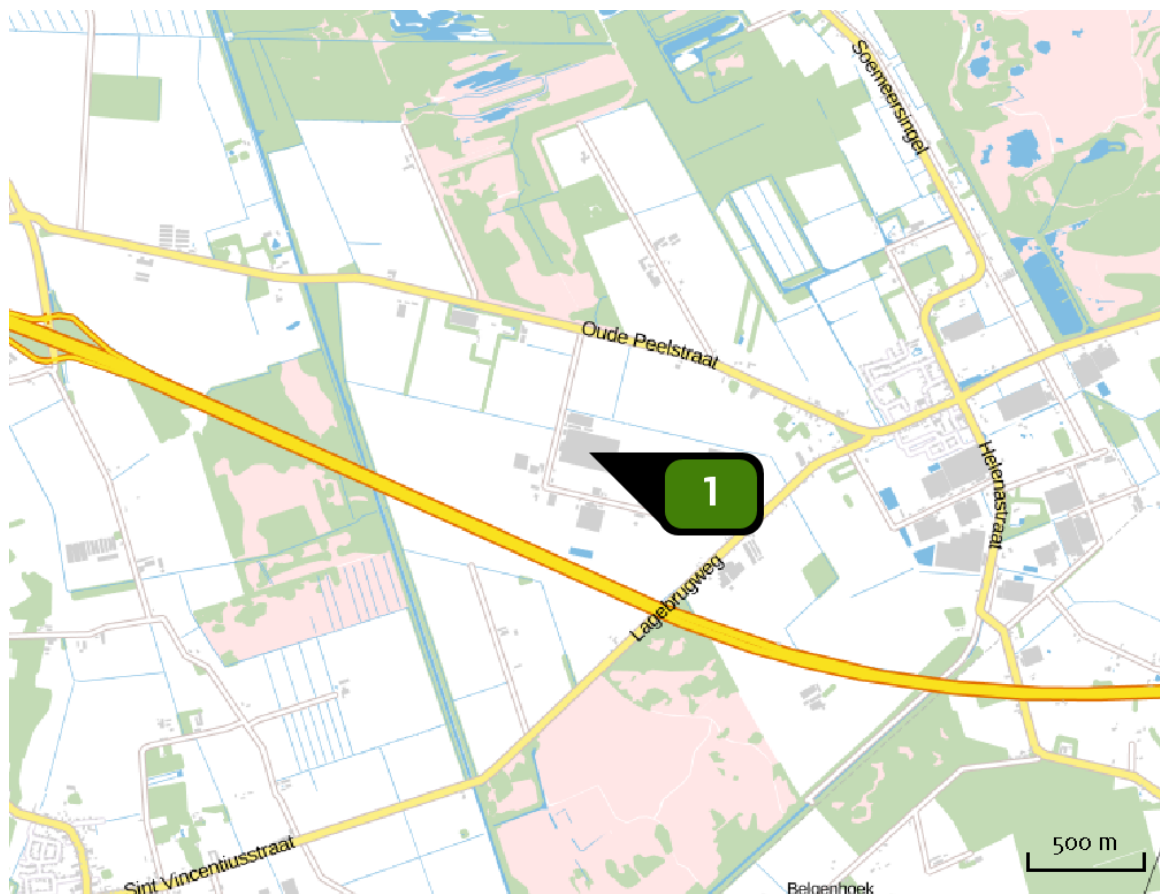 Soemeersingel
Oude Peelstraat
1
Helenastraat
Lagebrugweg
Sint Vincentiusstraat
500 m
Belgenhoek